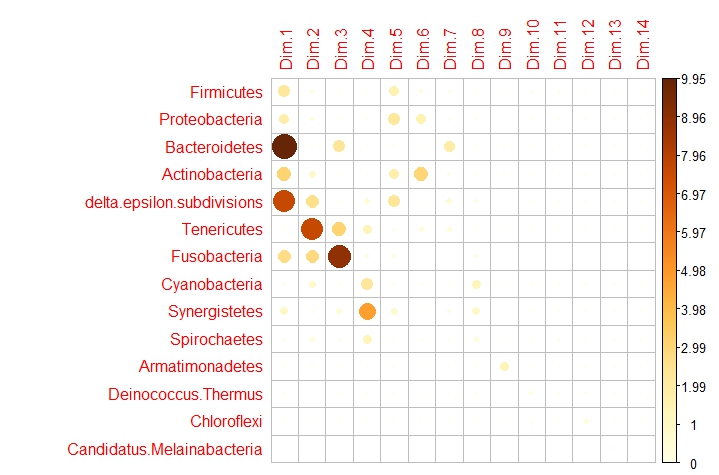 Dim.1 Dim.2 Dim.3 Dim.4 Dim.5 Dim.6 Dim.7 Dim.8 Dim.9 Dim.10 Dim.11 Dim.12 Dim.13 Dim.14
Firmicutes
Proteobacteria
Bacteroidetes
Actinobacteria
delta.epsilon.subdivisions
Tenericutes
Fusobacteria
Cyanobacteria
Synergistetes
Spirochaetes
Armatimonadetes
Deinococcus.Thermus
Chloroflexi
Candidatus.Melainabacteria
9.95
8.96
7.96
6.97
5.97
4.98
3.98
2.99
1.99
1
0